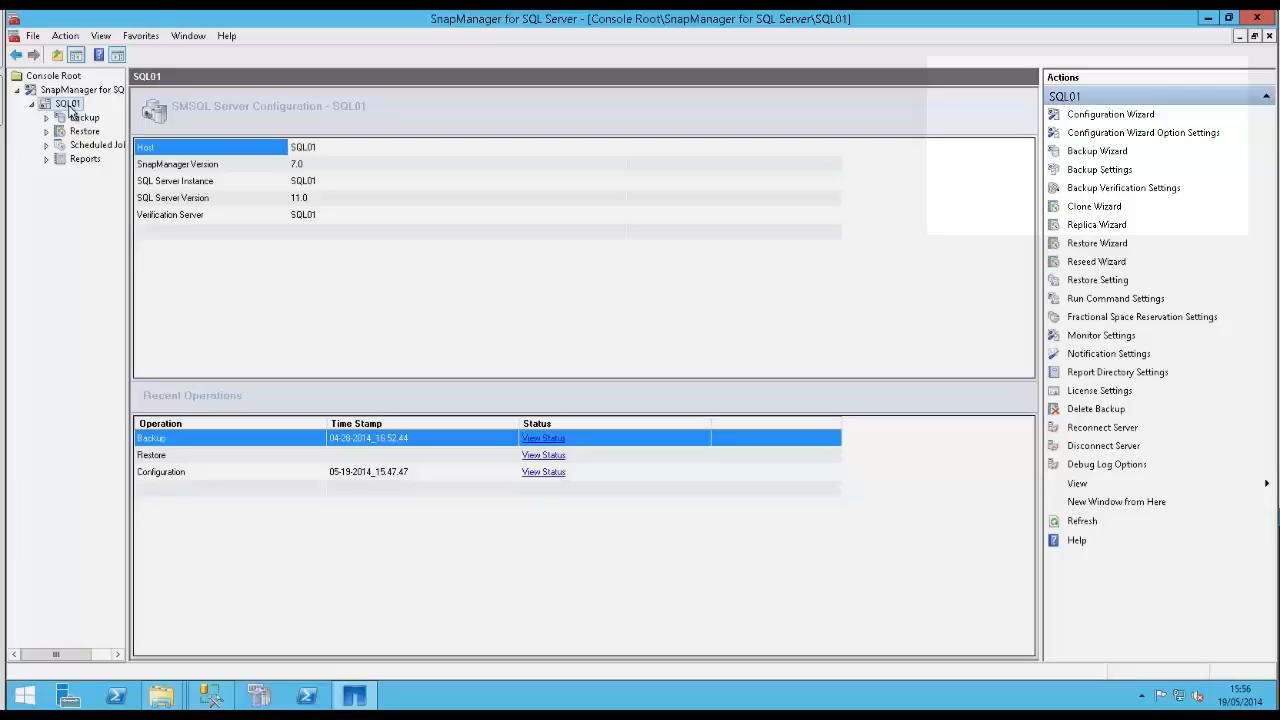 SnapManager for SQL Server - [Console Root\SnapManager for SQL Server\SQL01]
File Action View Favorites Window Help
Console Root
SnapManager for SQ
SQL01
Backup
Restore
Scheduled Jo
Reports
SQL01
SMSQL Server Configuration - SQL01
Host SQL01
SnapManager Version 7.0
SQL Server Instance SQL01
SQL Server Version 11.0
Verification Server SQL01
Recent Operations
Operation Time Stamp Status
Backup 04-28-2014_16.52.44 View Status
Restore View Status
Configuration 05-19-2014_15.47.47 View Status
Actions
SQL01
Configuration Wizard
Configuration Wizard Option Settings
Backup Wizard
Backup Settings
Backup Verification Settings
Clone Wizard
Replica Wizard
Restore Wizard
Reseed Wizard
Restore Setting
Run Command Settings
Fractional Space Reservation Settings
Monitor Settings
Notification Settings
Report Directory Settings
License Settings
Delete Backup
Reconnect Server
Disconnect Server
Debug Log Options
View
New Window from Here
Refresh
Help
15:56
19/05/2014